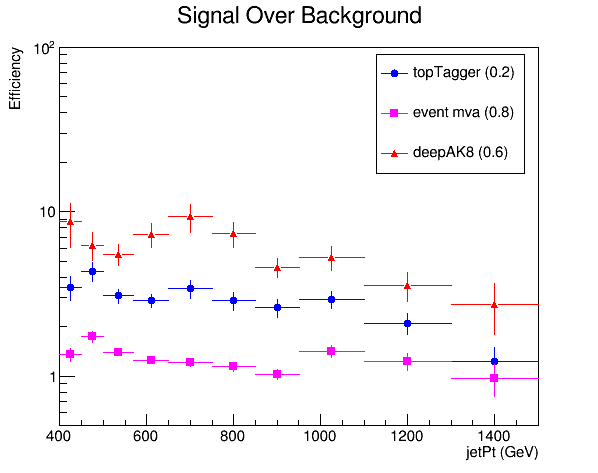 Signal Over Background
Efficiency
10²
10
1
topTagger (0.2)
event mva (0.8)
deepAK8 (0.6)
400 600 800 1000 1200 1400
jetPt (GeV)